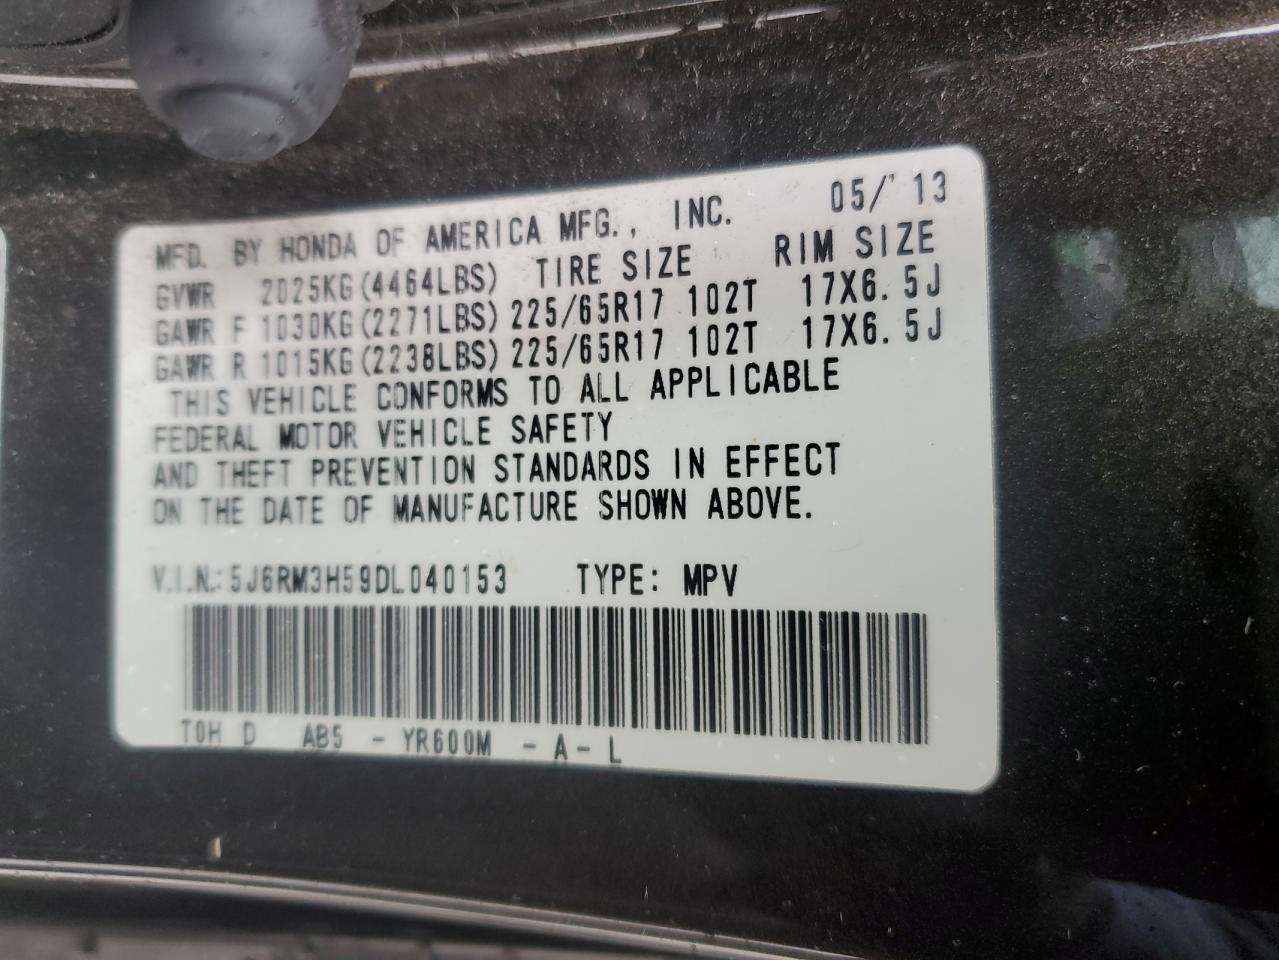 MFD. BY HONDA OF AMERICA MFG., INC. 05/'13
GVWR 2025KG(4464LBS) TIRE SIZE RIM SIZE
GAWR F 1030KG(2271LBS) 225/65R17 102T 17X6.5J
GAWR R 1015KG(2238LBS) 225/65R17 102T 17X6.5J
THIS VEHICLE CONFORMS TO ALL APPLICABLE
FEDERAL MOTOR VEHICLE SAFETY
AND THEFT PREVENTION STANDARDS IN EFFECT
ON THE DATE OF MANUFACTURE SHOWN ABOVE.
V.I.N.: 5J6RM3H59DL040153 TYPE: MPV
TOH D AB5 - YR600M - A - L